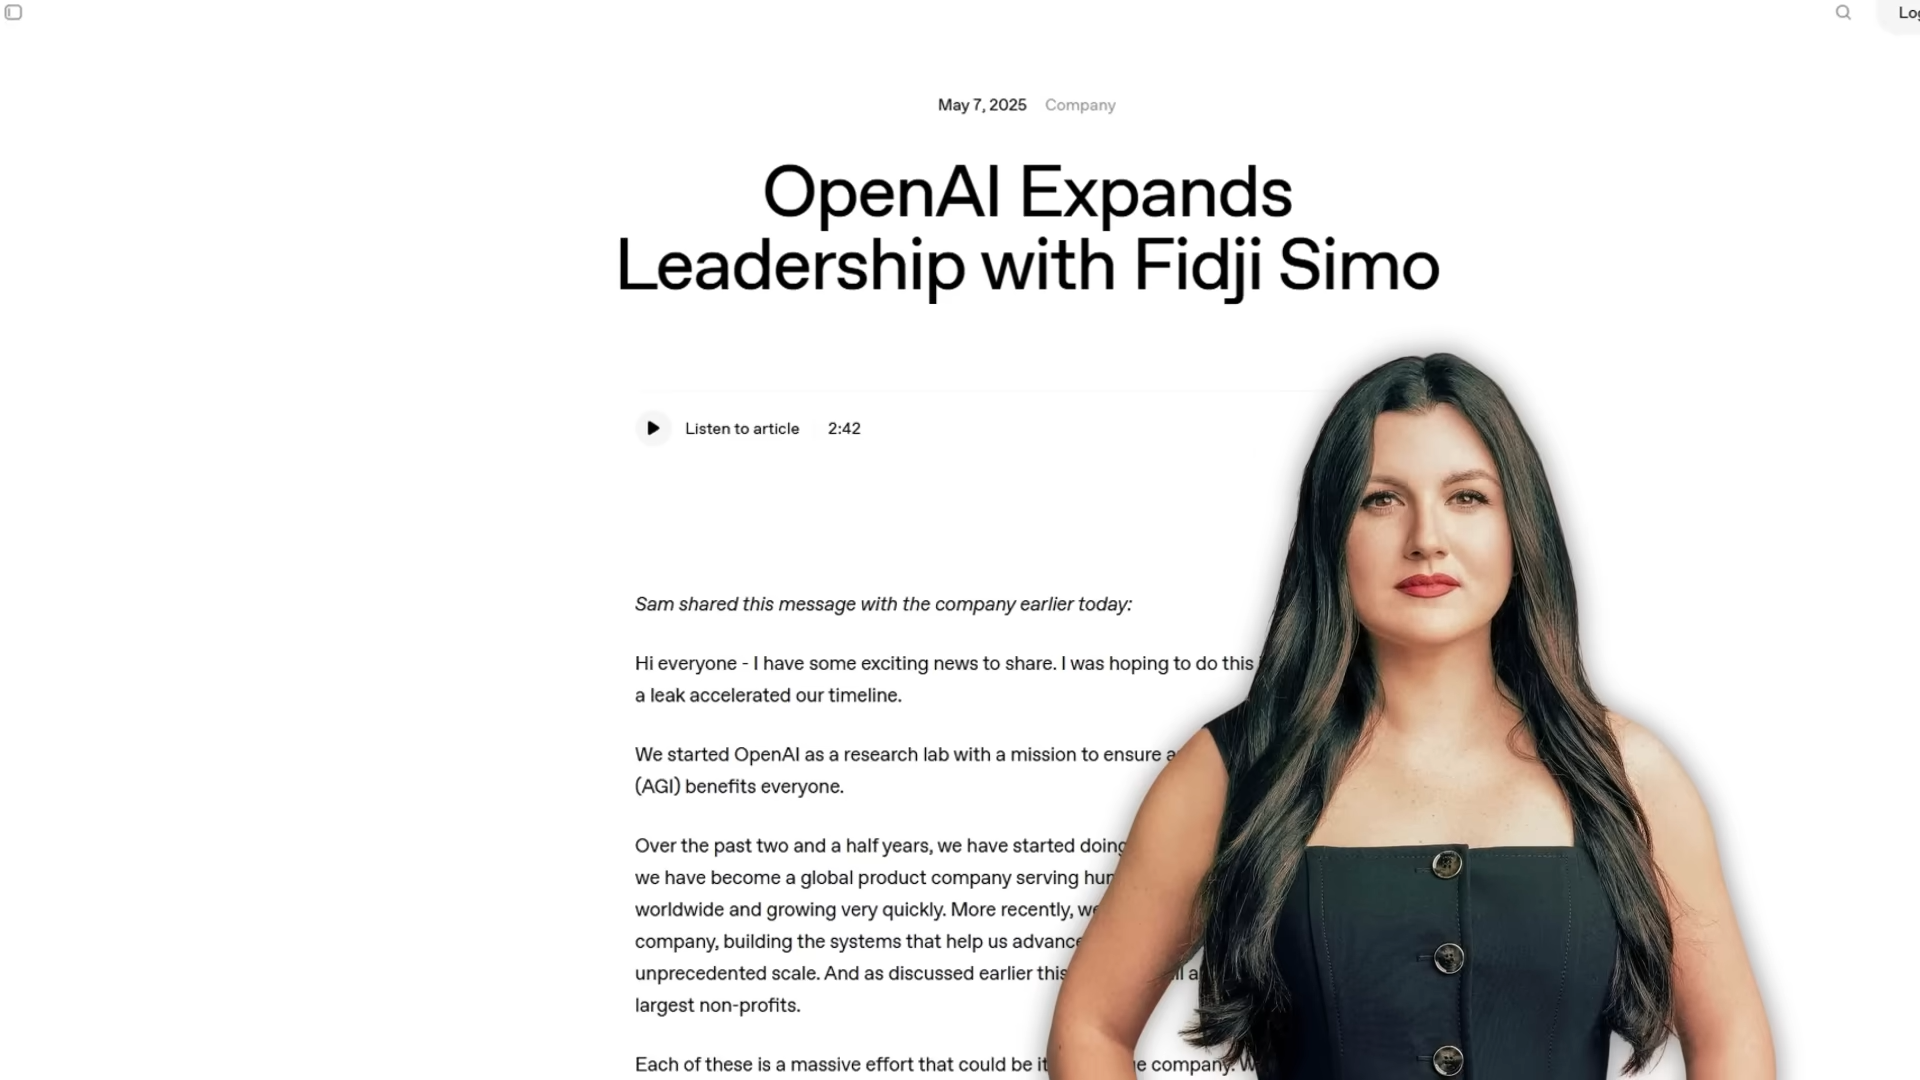 Log
May 7, 2025 Company
OpenAI Expands
Leadership with Fidji Simo
Listen to article 2:42
Sam shared this message with the company earlier today:
Hi everyone - I have some exciting news to share. I was hoping to do this
a leak accelerated our timeline.
We started OpenAI as a research lab with a mission to ensure
(AGI) benefits everyone.
Over the past two and a half years, we have started doing
we have become a global product company serving
worldwide and growing very quickly. More recently, we
company, building the systems that help us advance
unprecedented scale. And as discussed earlier this
largest non-profits.
Each of these is a massive effort that could be company.